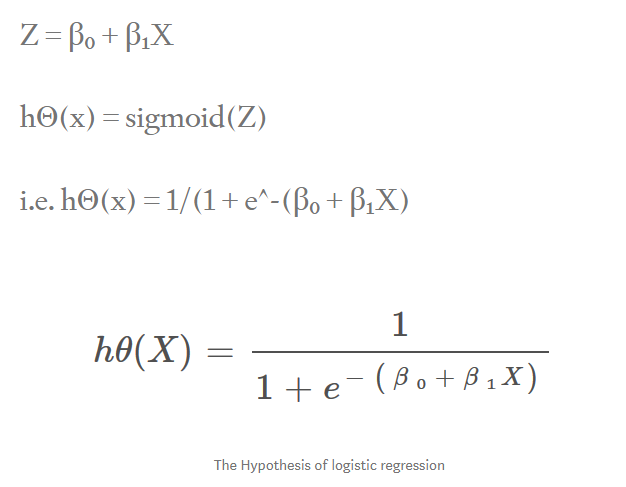 Z = β₀ + β₁X
hΘ(x) = sigmoid(Z)
i.e. hΘ(x) = 1/(1 + e^-(β₀ + β₁X)
hθ(X) = 1 / 1 + e^−(β₀ + β₁X)
The Hypothesis of logistic regression